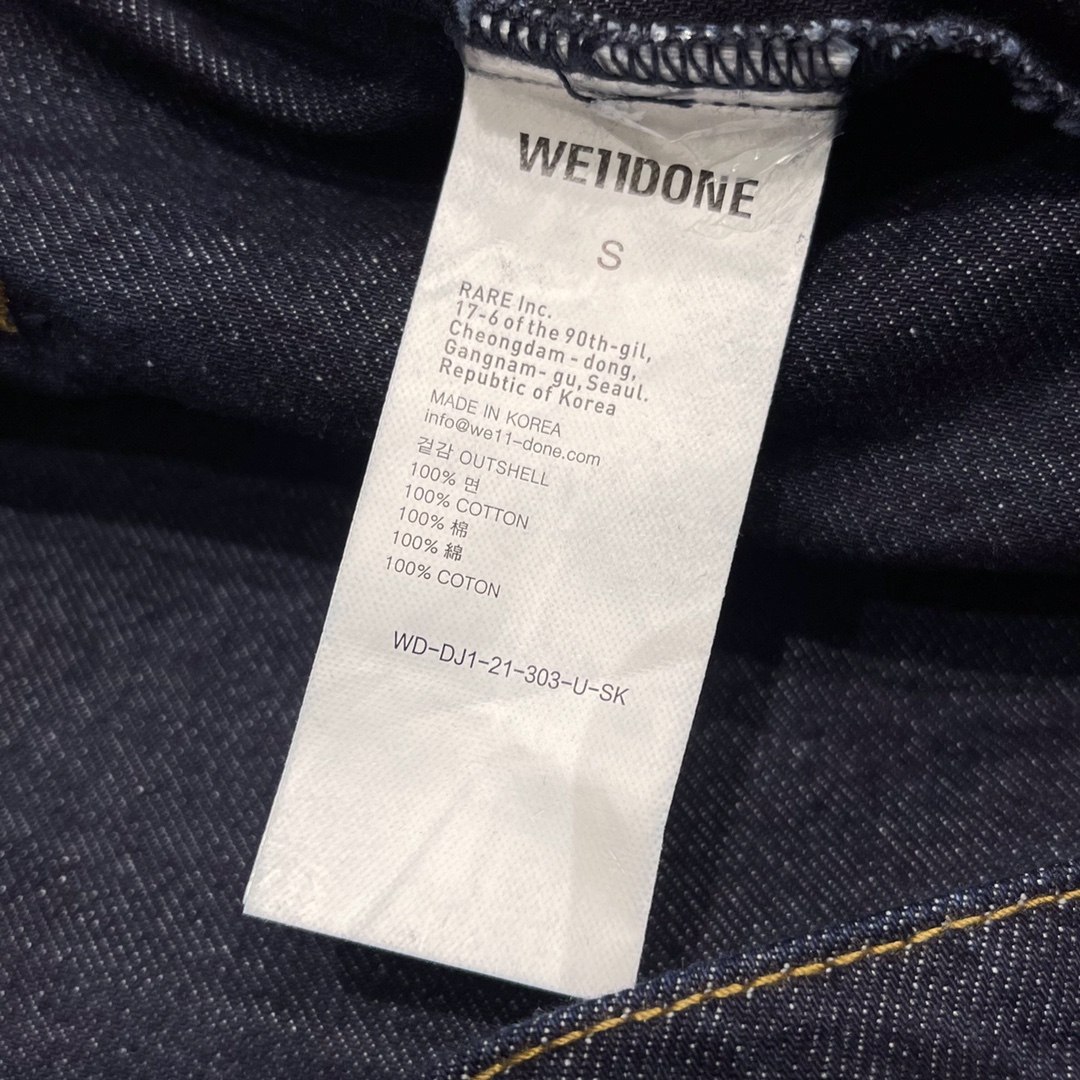 WE11DONE
S
RARE Inc.
17-6 of the 90th-gil,
Cheongdam - dong,
Gangnam- gu, Seaul.
Republic of Korea
MADE IN KOREA
info@we11-done.com
겉감 OUTSHELL
100% 면
100% COTTON
100% 棉
100% 綿
100% COTON
WD-DJ1-21-303-U-SK